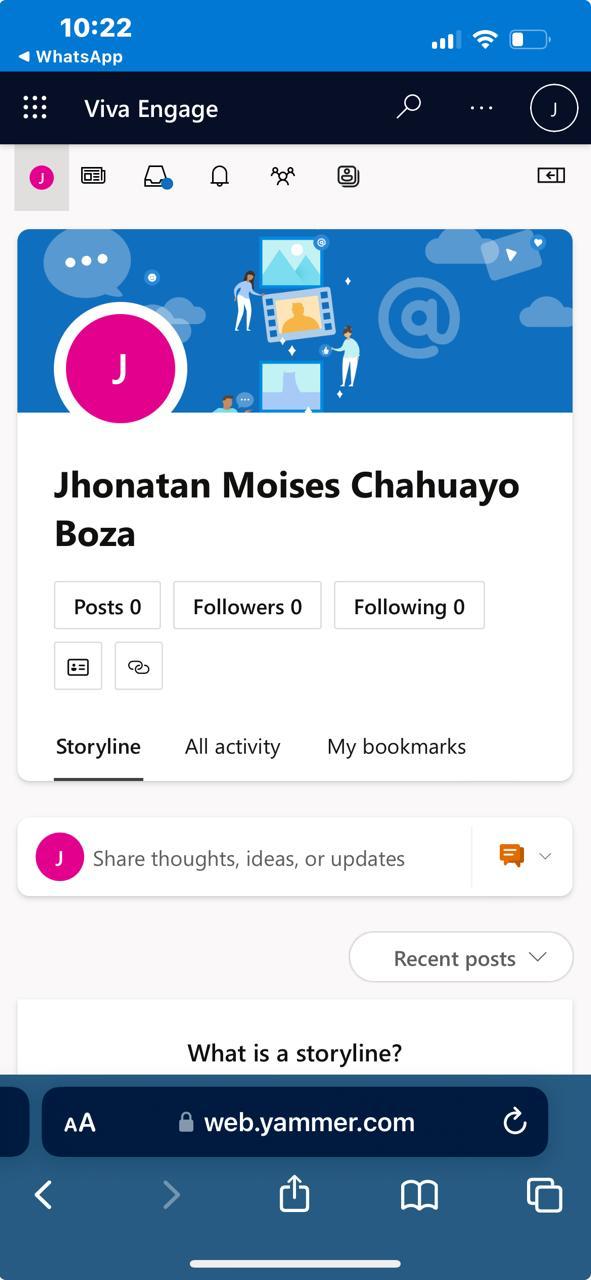 10:22
◀ WhatsApp
Viva Engage
J
J
J
Jhonatan Moises Chahuayo
Boza
Posts 0
Followers 0
Following 0
Storyline
All activity
My bookmarks
J
Share thoughts, ideas, or updates
Recent posts
What is a storyline?
AA
web.yammer.com